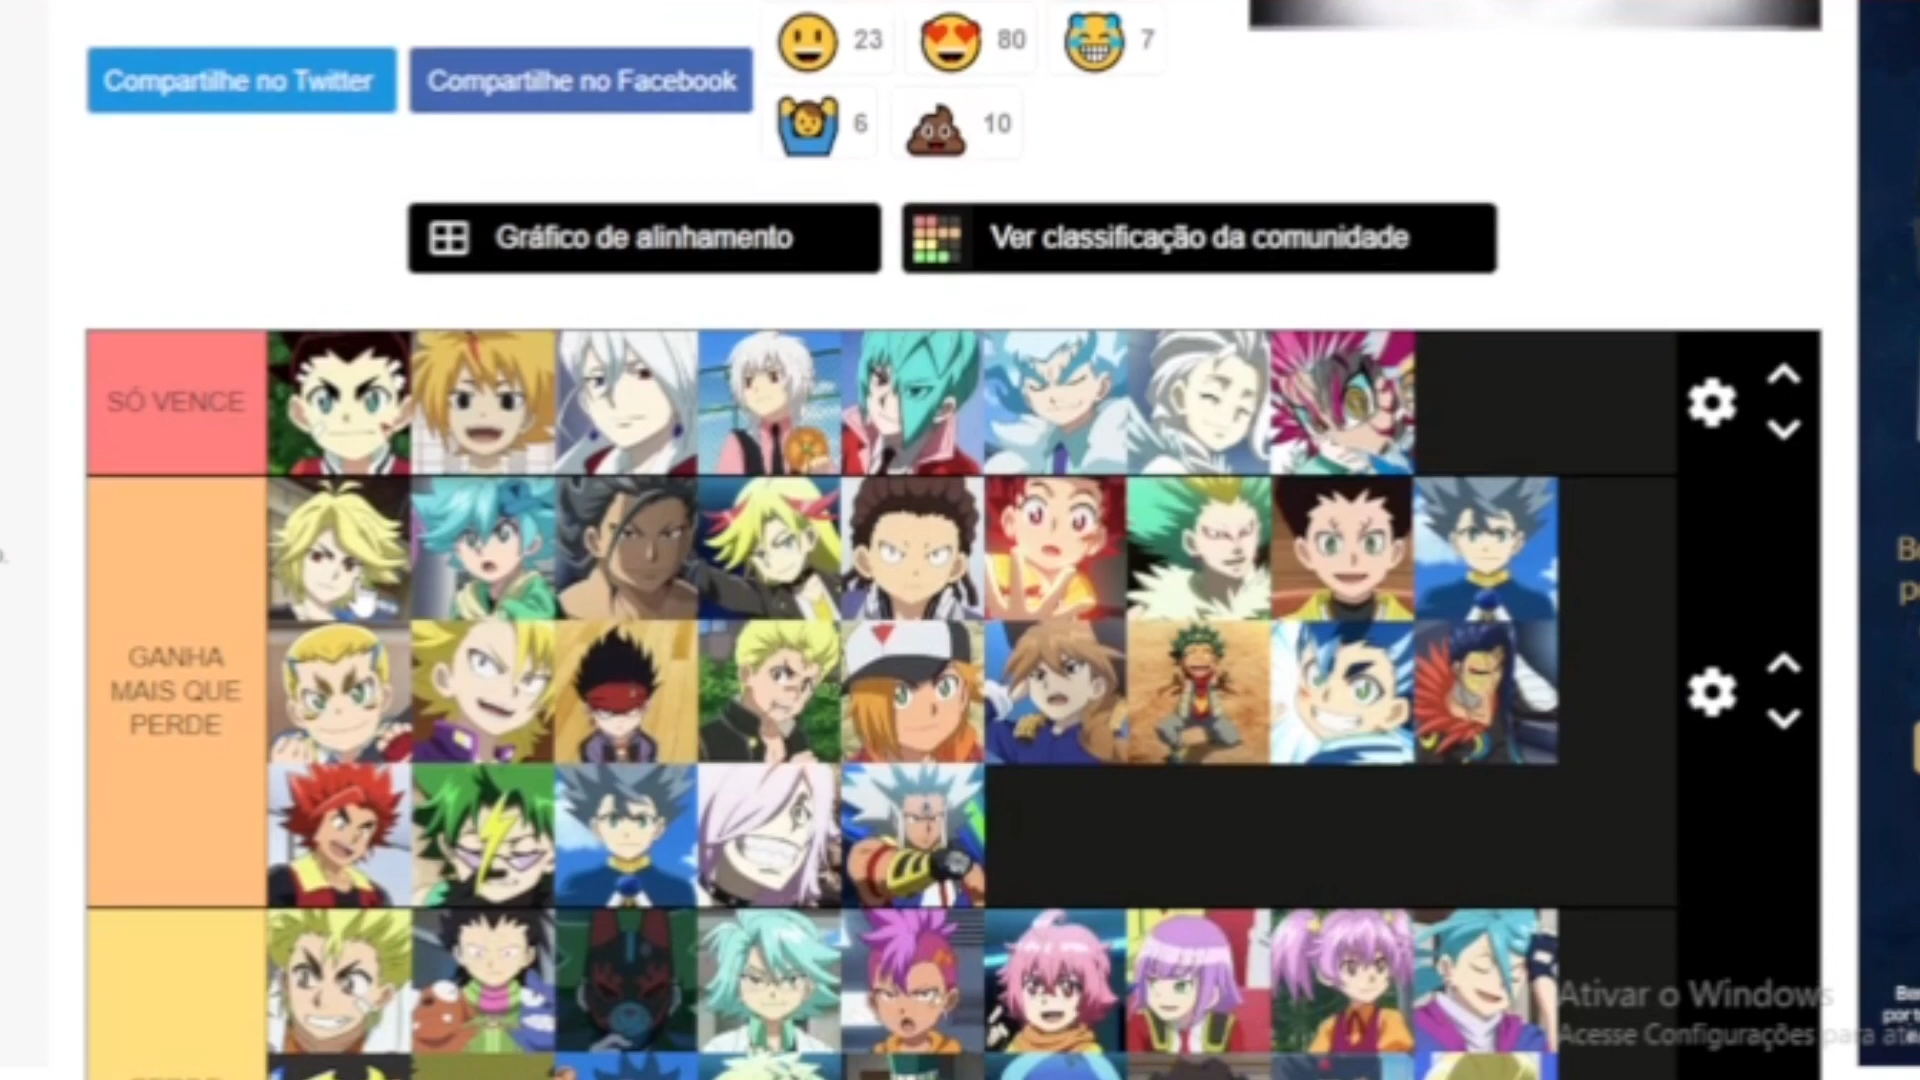 23
80
7
Compartilhe no Twitter
Compartilhe no Facebook
6
10
Gráfico de alinhamento
Ver classificação da comunidade
SÓ VENCE
GANHA
MAIS QUE
PERDE
Ativar o Windows
Acesse Configurações para